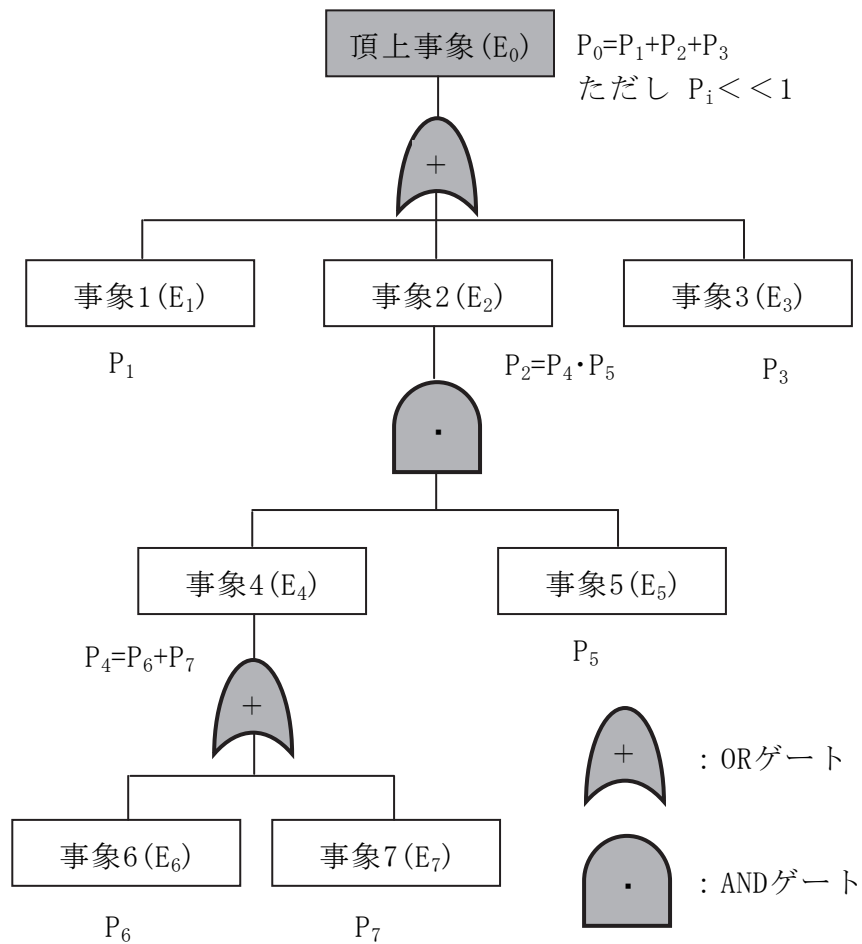 頂上事象(E₀)
P₀=P₁+P₂+P₃
ただし Pᵢ<<1
+
事象1(E₁)
事象2(E₂)
事象3(E₃)
P₁
P₂=P₄・P₅
P₃
・
事象4(E₄)
事象5(E₅)
P₄=P₆+P₇
P₅
+
+
：ORゲート
事象6(E₆)
事象7(E₇)
・
：ANDゲート
P₆
P₇